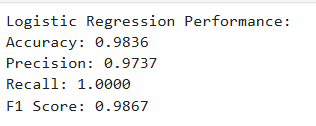 Logistic Regression Performance:
Accuracy: 0.9836
Precision: 0.9737
Recall: 1.0000
F1 Score: 0.9867